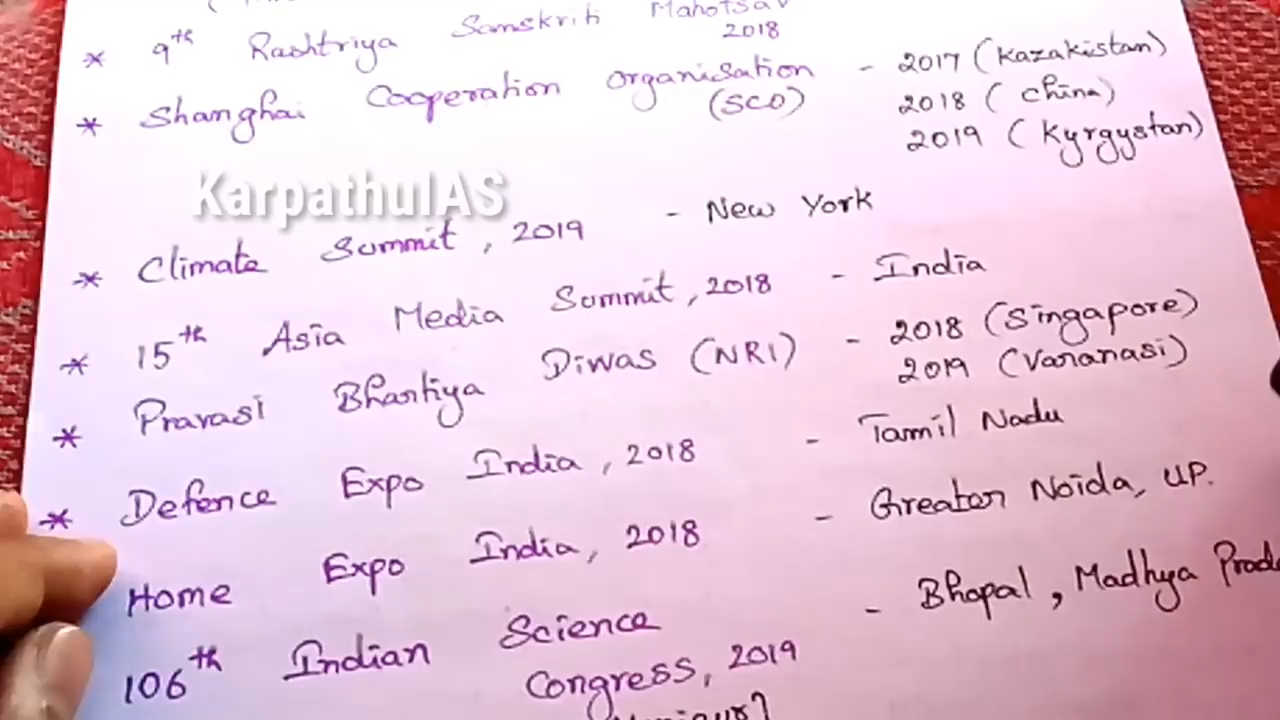 * 9th Rashtriya Samskriti Mahotsav
2018
* Shanghai Cooperation Organisation - 2017 (Kazakistan)
(SCO) 2018 (China)
2019 (Kyrgystan)
KarpathuIAS
* Climate Summit, 2019 - New York
* 15th Asia Media Summit, 2018 - India
* Pravasi Bhartiya Diwas (NRI) - 2018 (Singapore)
2019 (Varanasi)
* Defence Expo India, 2018 - Tamil Nadu
Home Expo India, 2018 - Greater Noida, UP.
106th Indian Science - Bhopal, Madhya Prade
Congress, 2019